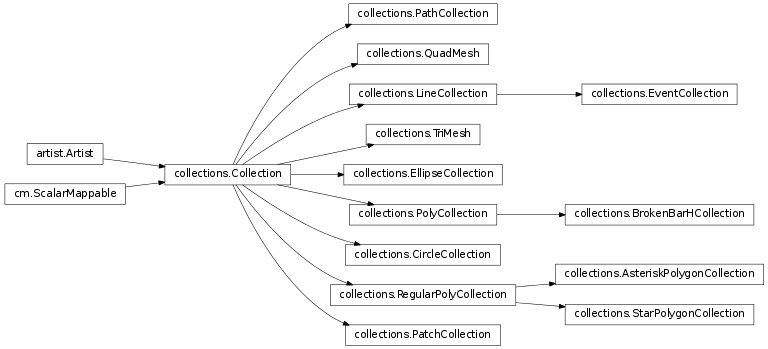 collections.PathCollection
collections.QuadMesh
collections.LineCollection
collections.EventCollection
collections.TriMesh
artist.Artist
collections.Collection
collections.EllipseCollection
cm.ScalarMappable
collections.PolyCollection
collections.BrokenBarHCollection
collections.CircleCollection
collections.AsteriskPolygonCollection
collections.RegularPolyCollection
collections.StarPolygonCollection
collections.PatchCollection